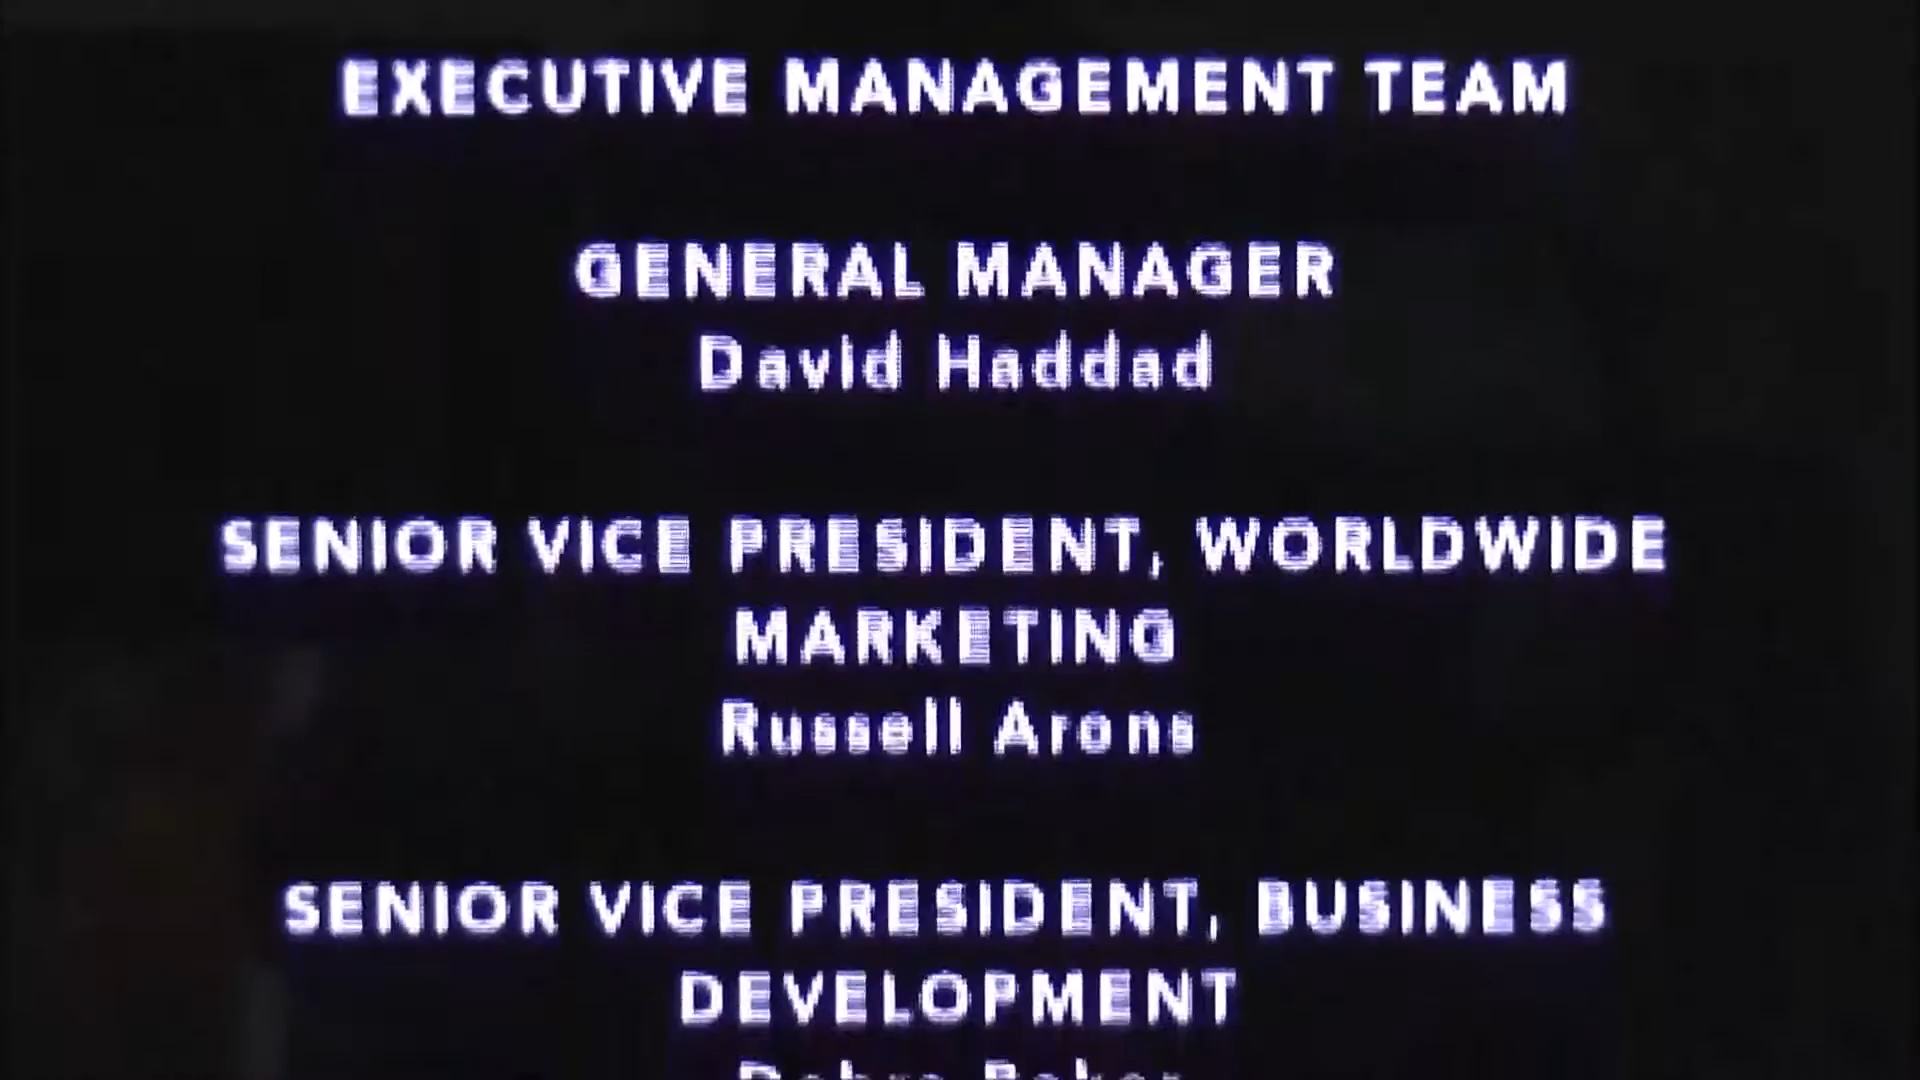 EXECUTIVE MANAGEMENT TEAM
GENERAL MANAGER
David Haddad
SENIOR VICE PRESIDENT, WORLDWIDE
MARKETING
Russell Arons
SENIOR VICE PRESIDENT, BUSINESS
DEVELOPMENT